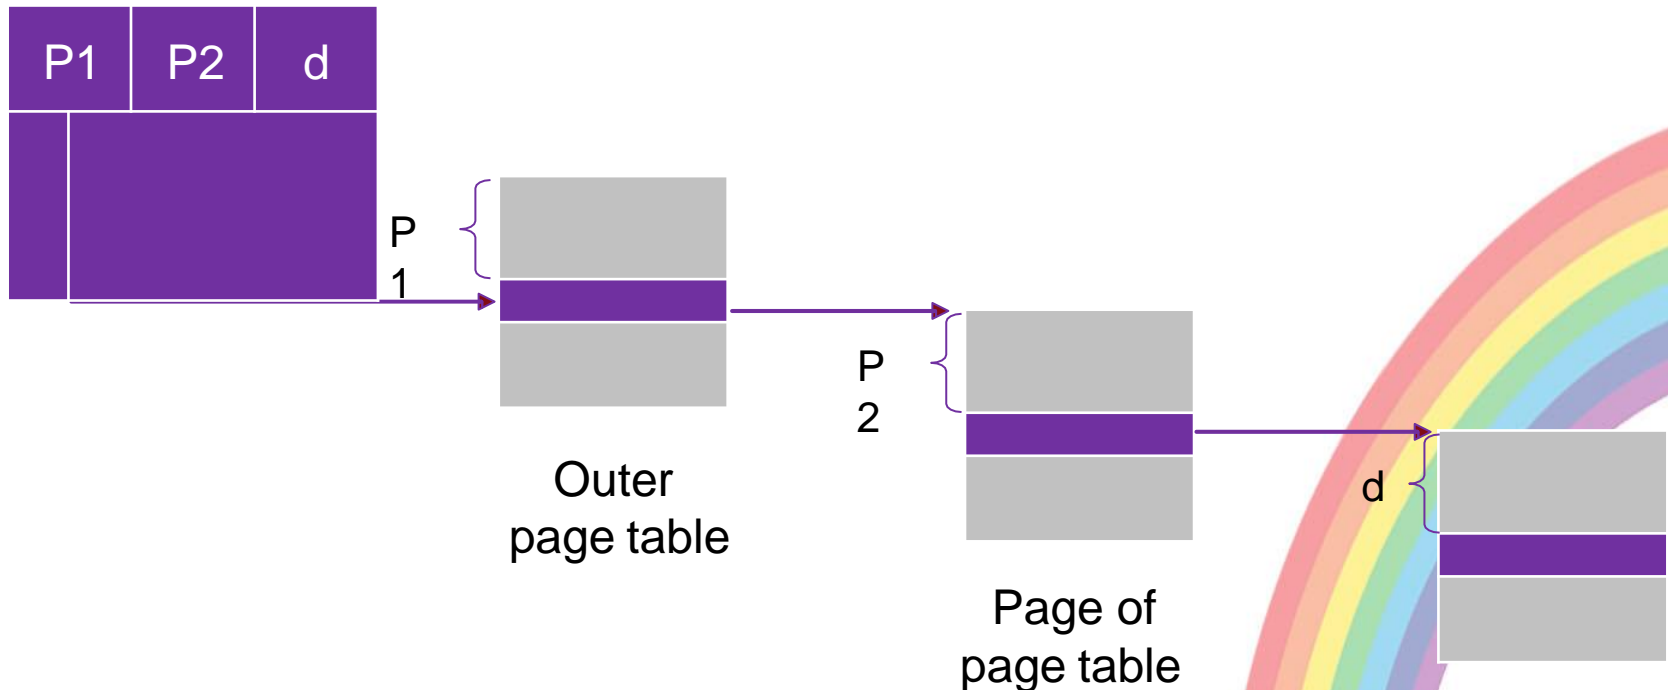 P1 P2 d
P
1
Outer
page table
P
2
Page of
page table
d